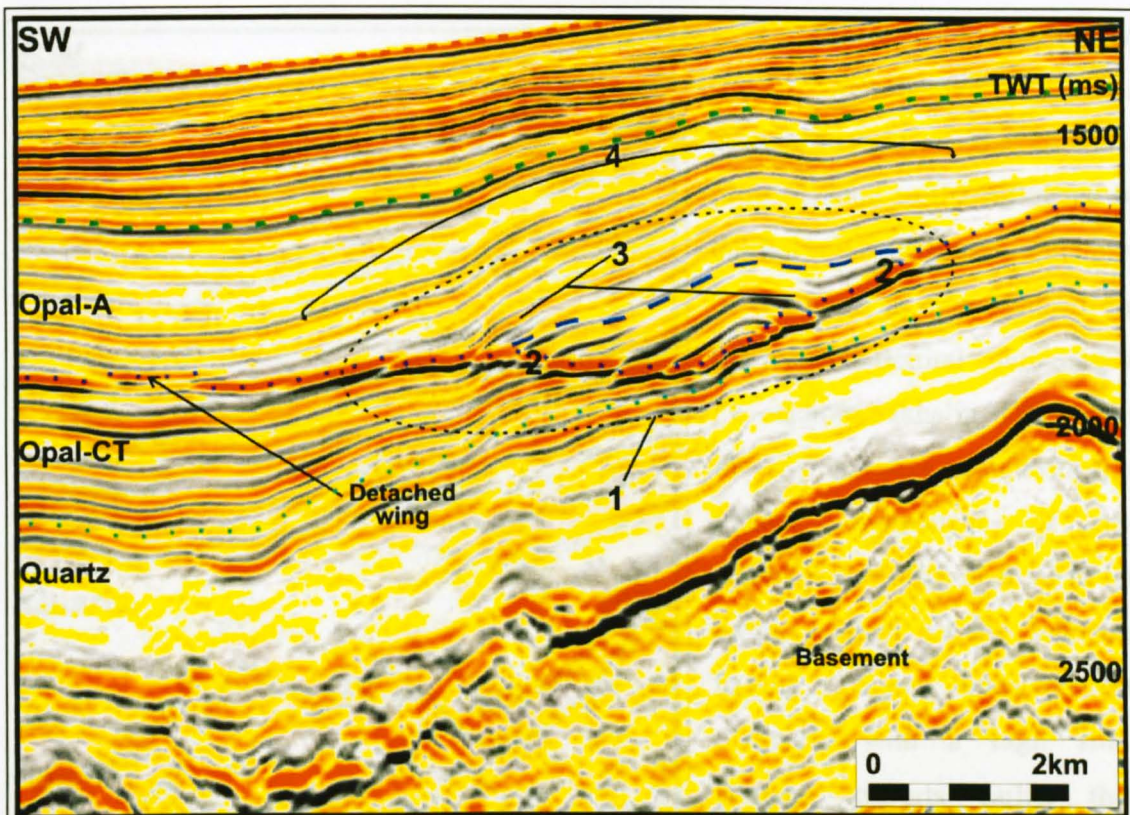 SW
NE
TWT (ms)
1500
4
3
2
Opal-A
2
2000
Opal-CT
1
Detached
wing
Quartz
Basement
2500
0 2km